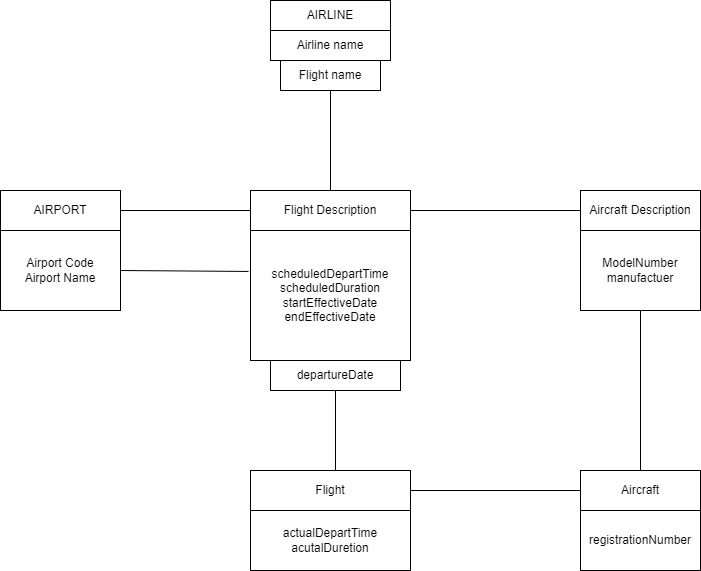 AIRLINE
Airline name
Flight name
AIRPORT
Airport Code
Airport Name
Flight Description
scheduledDepartTime
scheduledDuration
startEffectiveDate
endEffectiveDate
departureDate
Aircraft Description
ModelNumber
manufactuer
Flight
actualDepartTime
acutalDuretion
Aircraft
registrationNumber